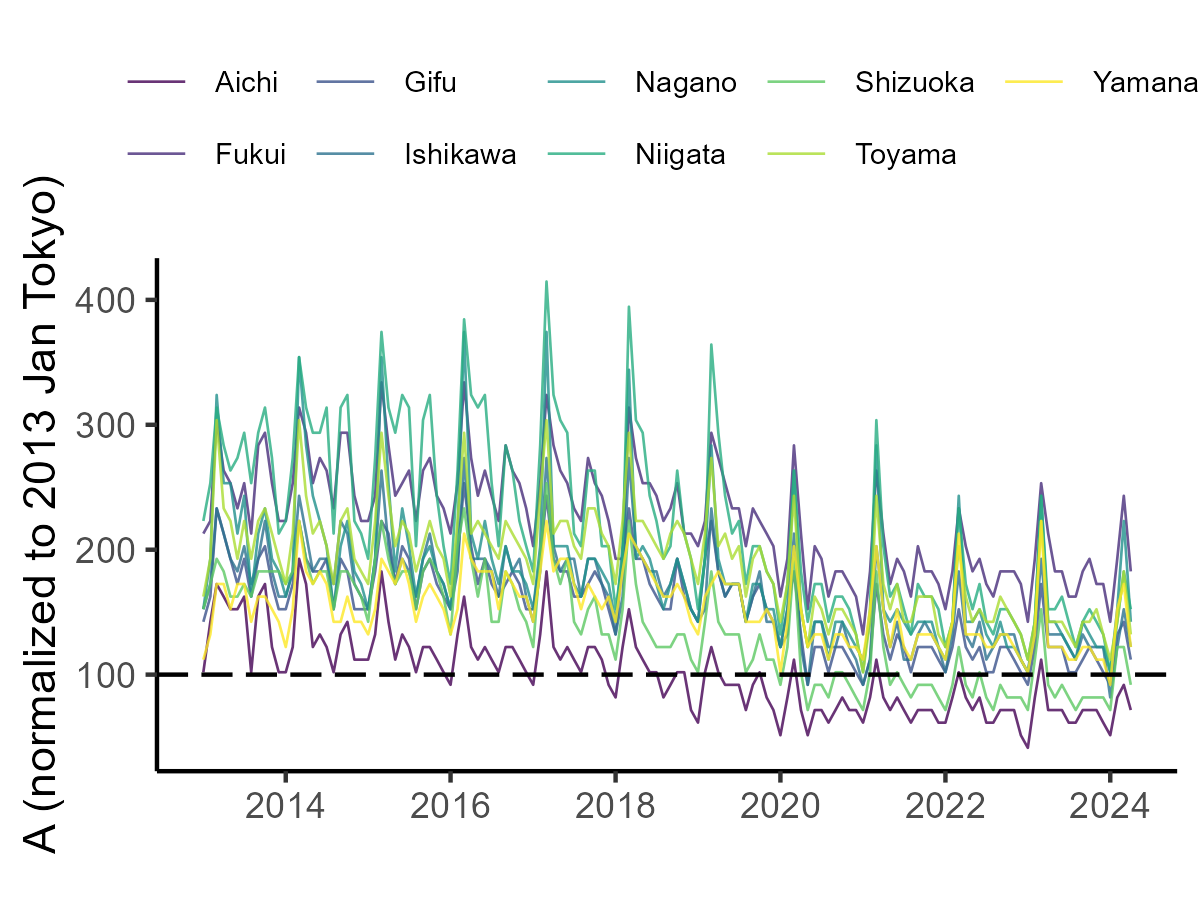 Aichi Gifu Nagano Shizuoka Yamana
Fukui Ishikawa Niigata Toyama
A (normalized to 2013 Jan Tokyo)
400
300
200
100
2014 2016 2018 2020 2022 2024